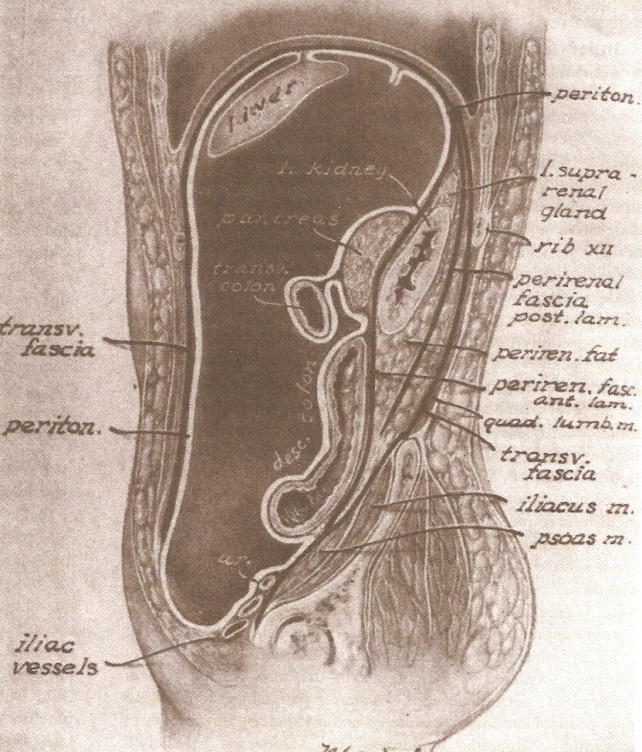 liver
l. kidney
pancreas
transv.
colon
desc. colon
ur.
transv.
fascia
periton.
iliac
vessels
periton.
l. supra-
renal
gland
rib XII
perirenal
fascia
post. lam.
periren. fat
periren. fasc.
ant. lam.
quad. lumb. m.
transv.
fascia
iliacus m.
psoas m.